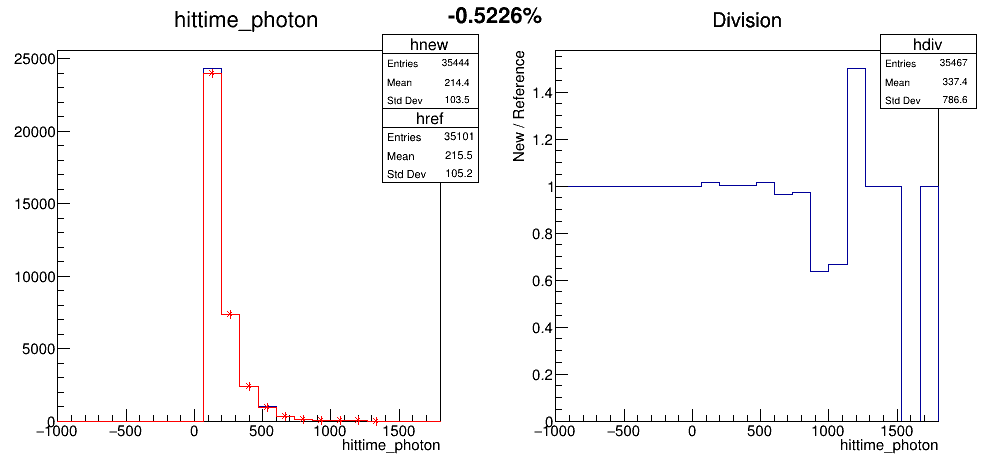 -0.5226%
hittime_photon
hnew
Entries 35444
Mean 214.4
Std Dev 103.5
href
Entries 35101
Mean 215.5
Std Dev 105.2
25000
20000
15000
10000
5000
0
−1000 −500 0 500 1000 1500
hittime_photon
Division
hdiv
Entries 35467
Mean 337.4
Std Dev 786.6
New / Reference
1.4
1.2
1
0.8
0.6
0.4
0.2
0
−1000 −500 0 500 1000 1500
hittime_photon